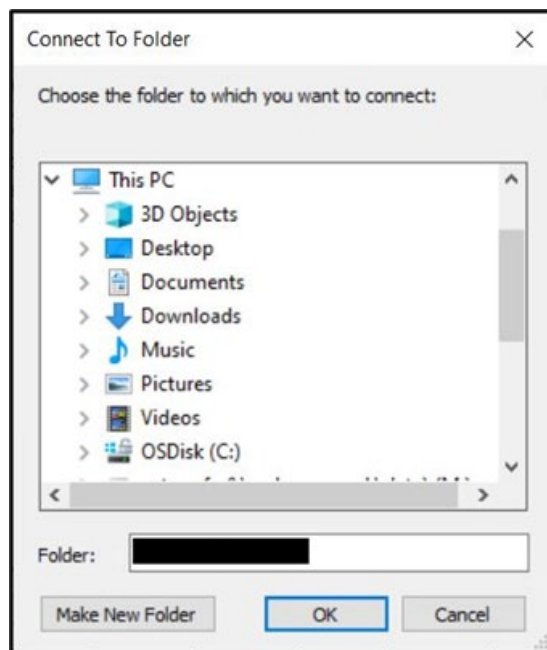 Connect To Folder
Choose the folder to which you want to connect:
This PC
3D Objects
Desktop
Documents
Downloads
Music
Pictures
Videos
OSDisk (C:)
Folder:
Make New Folder
OK
Cancel